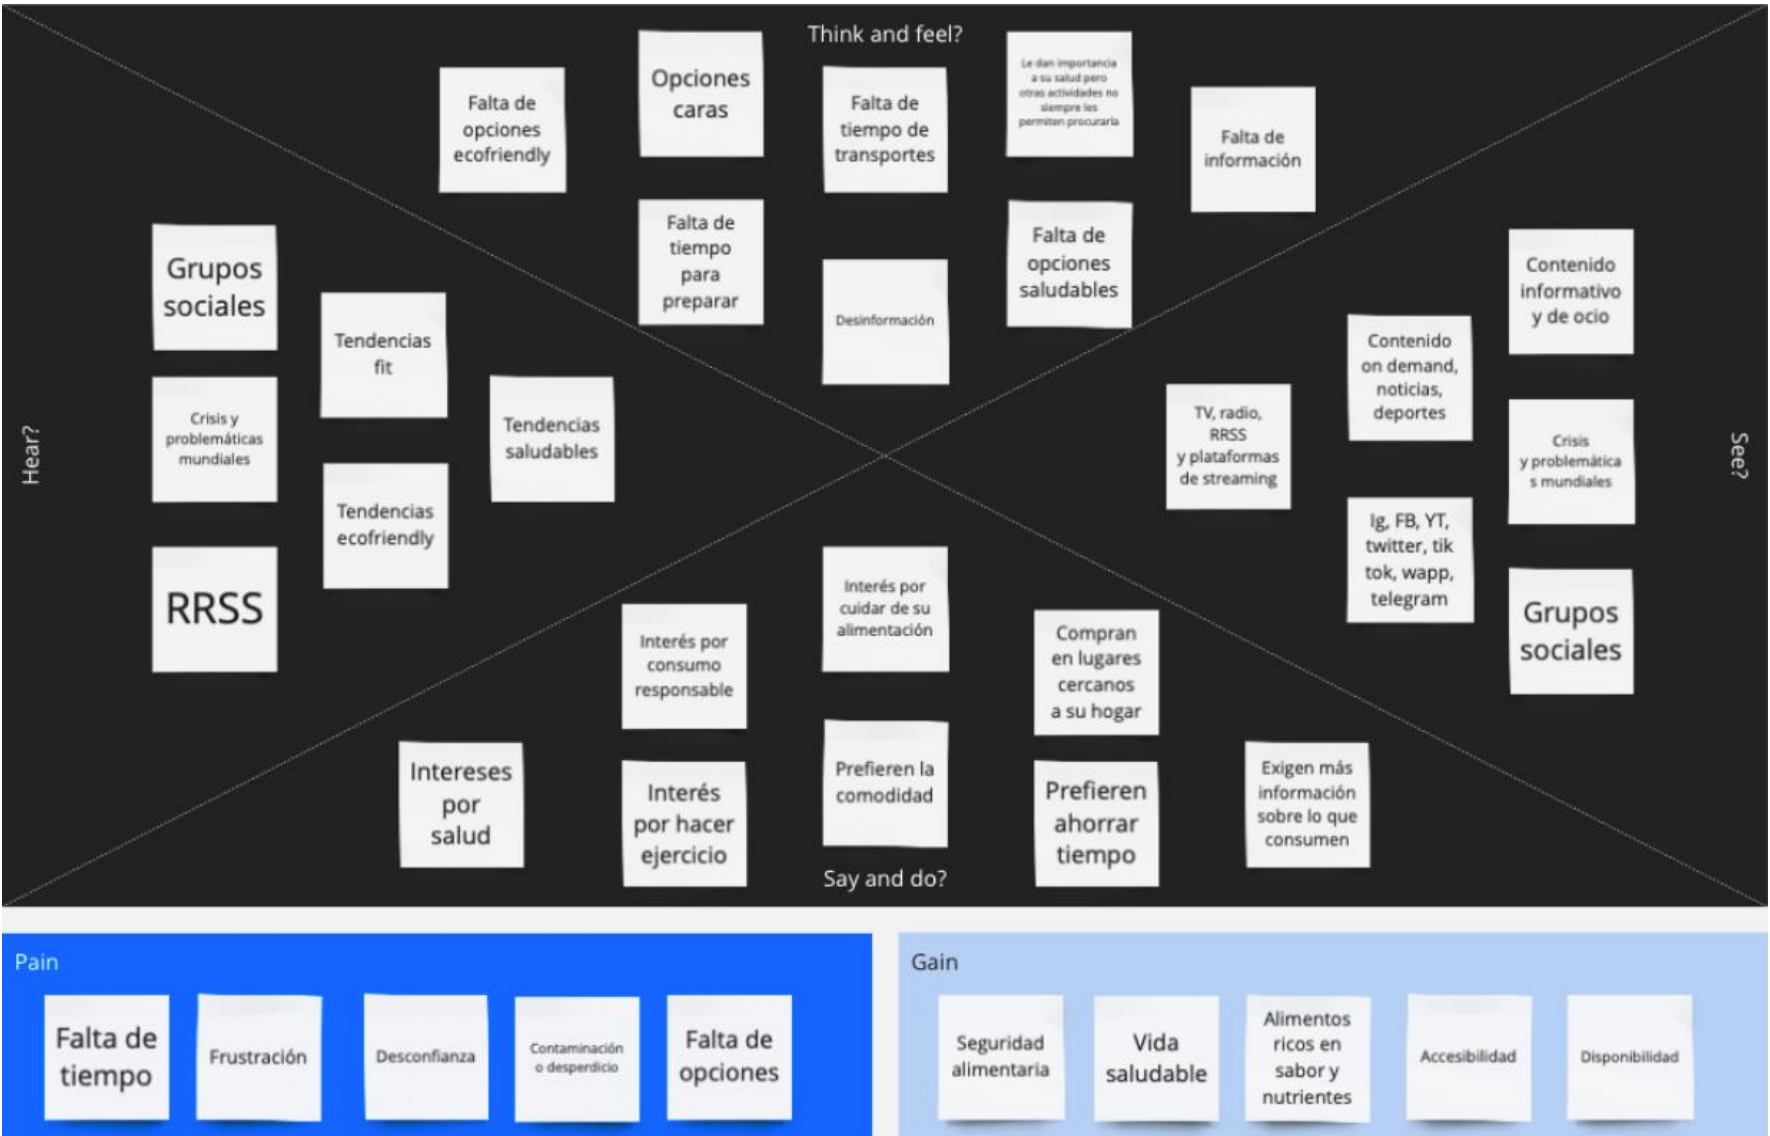 Think and feel?
Falta de
opciones
ecofriendly
Opciones
caras
Falta de
tiempo de
transportes
Le dan importancia
a su salud pero
otras actividades no
siempre les
permiten procurarla
Falta de
información
Falta de
tiempo
para
preparar
Desinformación
Falta de
opciones
saludables
Hear?
Grupos
sociales
Tendencias
fit
Crisis y
problemáticas
mundiales
Tendencias
saludables
Tendencias
ecofriendly
RRSS
See?
Contenido
informativo
y de ocio
Contenido
on demand,
noticias,
deportes
TV, radio,
RRSS
y plataformas
de streaming
Crisis
y problemática
s mundiales
Ig, FB, YT,
twitter, tik
tok, wapp,
telegram
Grupos
sociales
Interés por
cuidar de su
alimentación
Interés por
consumo
responsable
Compran
en lugares
cercanos
a su hogar
Intereses
por
salud
Interés
por hacer
ejercicio
Prefieren la
comodidad
Prefieren
ahorrar
tiempo
Exigen más
información
sobre lo que
consumen
Say and do?
Pain
Falta de
tiempo
Frustración
Desconfianza
Contaminación
o desperdicio
Falta de
opciones
Gain
Seguridad
alimentaria
Vida
saludable
Alimentos
ricos en
sabor y
nutrientes
Accesibilidad
Disponibilidad